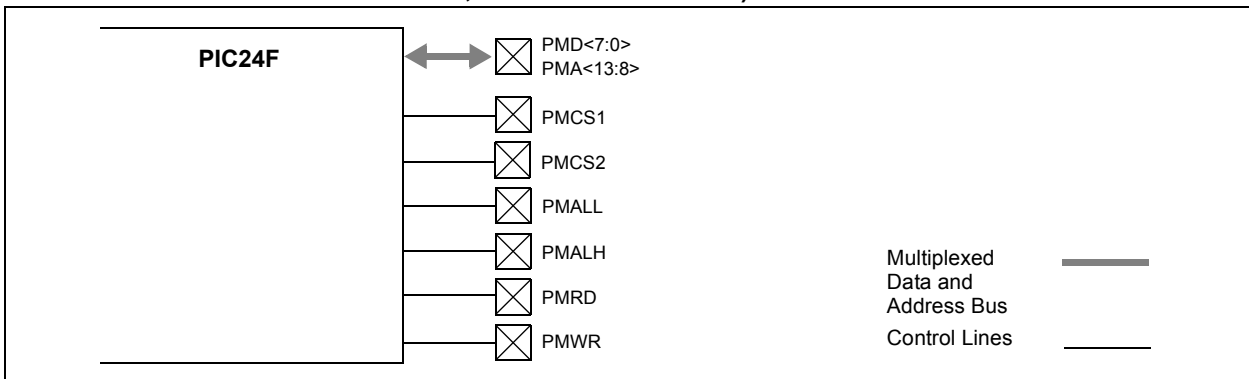 PIC24F
PMD<7:0>
PMA<13:8>
PMCS1
PMCS2
PMALL
PMALH
PMRD
PMWR
Multiplexed
Data and
Address Bus
Control Lines